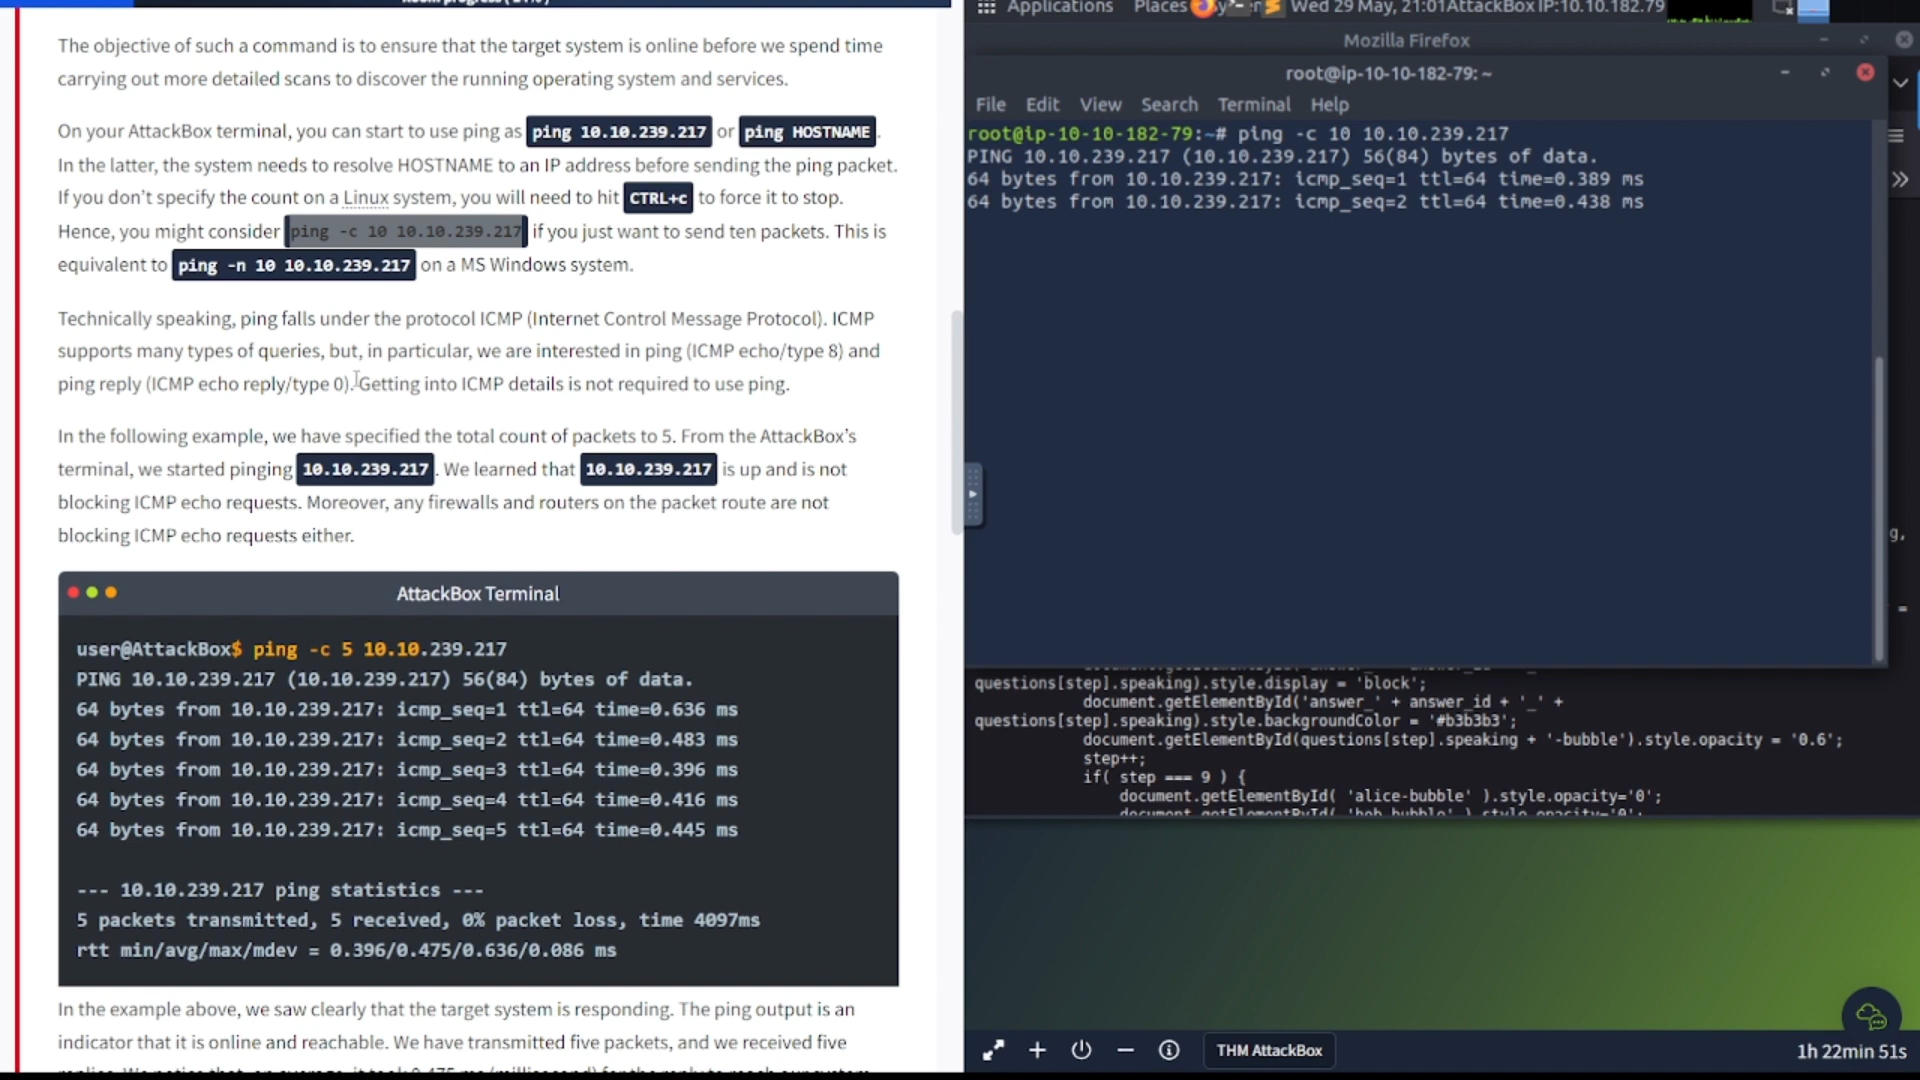 The objective of such a command is to ensure that the target system is online before we spend time
carrying out more detailed scans to discover the running operating system and services.
On your AttackBox terminal, you can start to use ping as ping 10.10.239.217 or ping HOSTNAME .
In the latter, the system needs to resolve HOSTNAME to an IP address before sending the ping packet.
If you don't specify the count on a Linux system, you will need to hit CTRL+c to force it to stop.
Hence, you might consider ping -c 10 10.10.239.217 if you just want to send ten packets. This is
equivalent to ping -n 10 10.10.239.217 on a MS Windows system.
Technically speaking, ping falls under the protocol ICMP (Internet Control Message Protocol). ICMP
supports many types of queries, but, in particular, we are interested in ping (ICMP echo/type 8) and
ping reply (ICMP echo reply/type 0). Getting into ICMP details is not required to use ping.
In the following example, we have specified the total count of packets to 5. From the AttackBox's
terminal, we started pinging 10.10.239.217 . We learned that 10.10.239.217 is up and is not
blocking ICMP echo requests. Moreover, any firewalls and routers on the packet route are not
blocking ICMP echo requests either.
AttackBox Terminal
user@AttackBox$ ping -c 5 10.10.239.217
PING 10.10.239.217 (10.10.239.217) 56(84) bytes of data.
64 bytes from 10.10.239.217: icmp_seq=1 ttl=64 time=0.636 ms
64 bytes from 10.10.239.217: icmp_seq=2 ttl=64 time=0.483 ms
64 bytes from 10.10.239.217: icmp_seq=3 ttl=64 time=0.396 ms
64 bytes from 10.10.239.217: icmp_seq=4 ttl=64 time=0.416 ms
64 bytes from 10.10.239.217: icmp_seq=5 ttl=64 time=0.445 ms
--- 10.10.239.217 ping statistics ---
5 packets transmitted, 5 received, 0% packet loss, time 4097ms
rtt min/avg/max/mdev = 0.396/0.475/0.636/0.086 ms
In the example above, we saw clearly that the target system is responding. The ping output is an
indicator that it is online and reachable. We have transmitted five packets, and we received five
Applications Places Wed 29 May, 21:01 AttackBox IP:10.10.182.79
Mozilla Firefox
root@ip-10-10-182-79: ~
File Edit View Search Terminal Help
root@ip-10-10-182-79:~# ping -c 10 10.10.239.217
PING 10.10.239.217 (10.10.239.217) 56(84) bytes of data.
64 bytes from 10.10.239.217: icmp_seq=1 ttl=64 time=0.389 ms
64 bytes from 10.10.239.217: icmp_seq=2 ttl=64 time=0.438 ms
questions[step].speaking).style.display = 'block';
document.getElementById('answer_' + answer_id + '_' +
questions[step].speaking).style.backgroundColor = '#b3b3b3';
document.getElementById(questions[step].speaking + '-bubble').style.opacity = '0.6';
step++;
if( step === 9 ) {
document.getElementById( 'alice-bubble' ).style.opacity='0';
THM AttackBox
1h 22min 51s